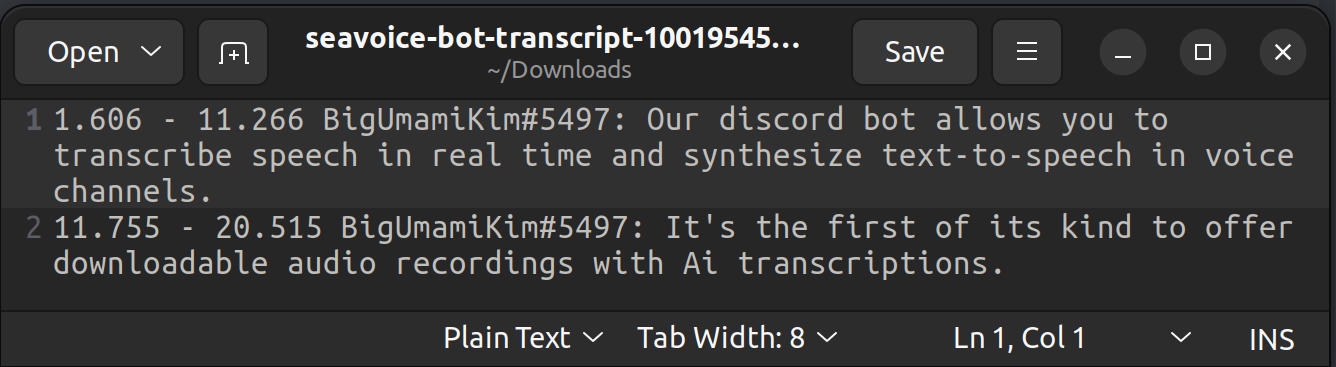 Open
seavoice-bot-transcript-10019545...
~/Downloads
Save
1 1.606 - 11.266 BigUmamiKim#5497: Our discord bot allows you to
transcribe speech in real time and synthesize text-to-speech in voice
channels.
2 11.755 - 20.515 BigUmamiKim#5497: It's the first of its kind to offer
downloadable audio recordings with Ai transcriptions.
Plain Text Tab Width: 8 Ln 1, Col 1 INS